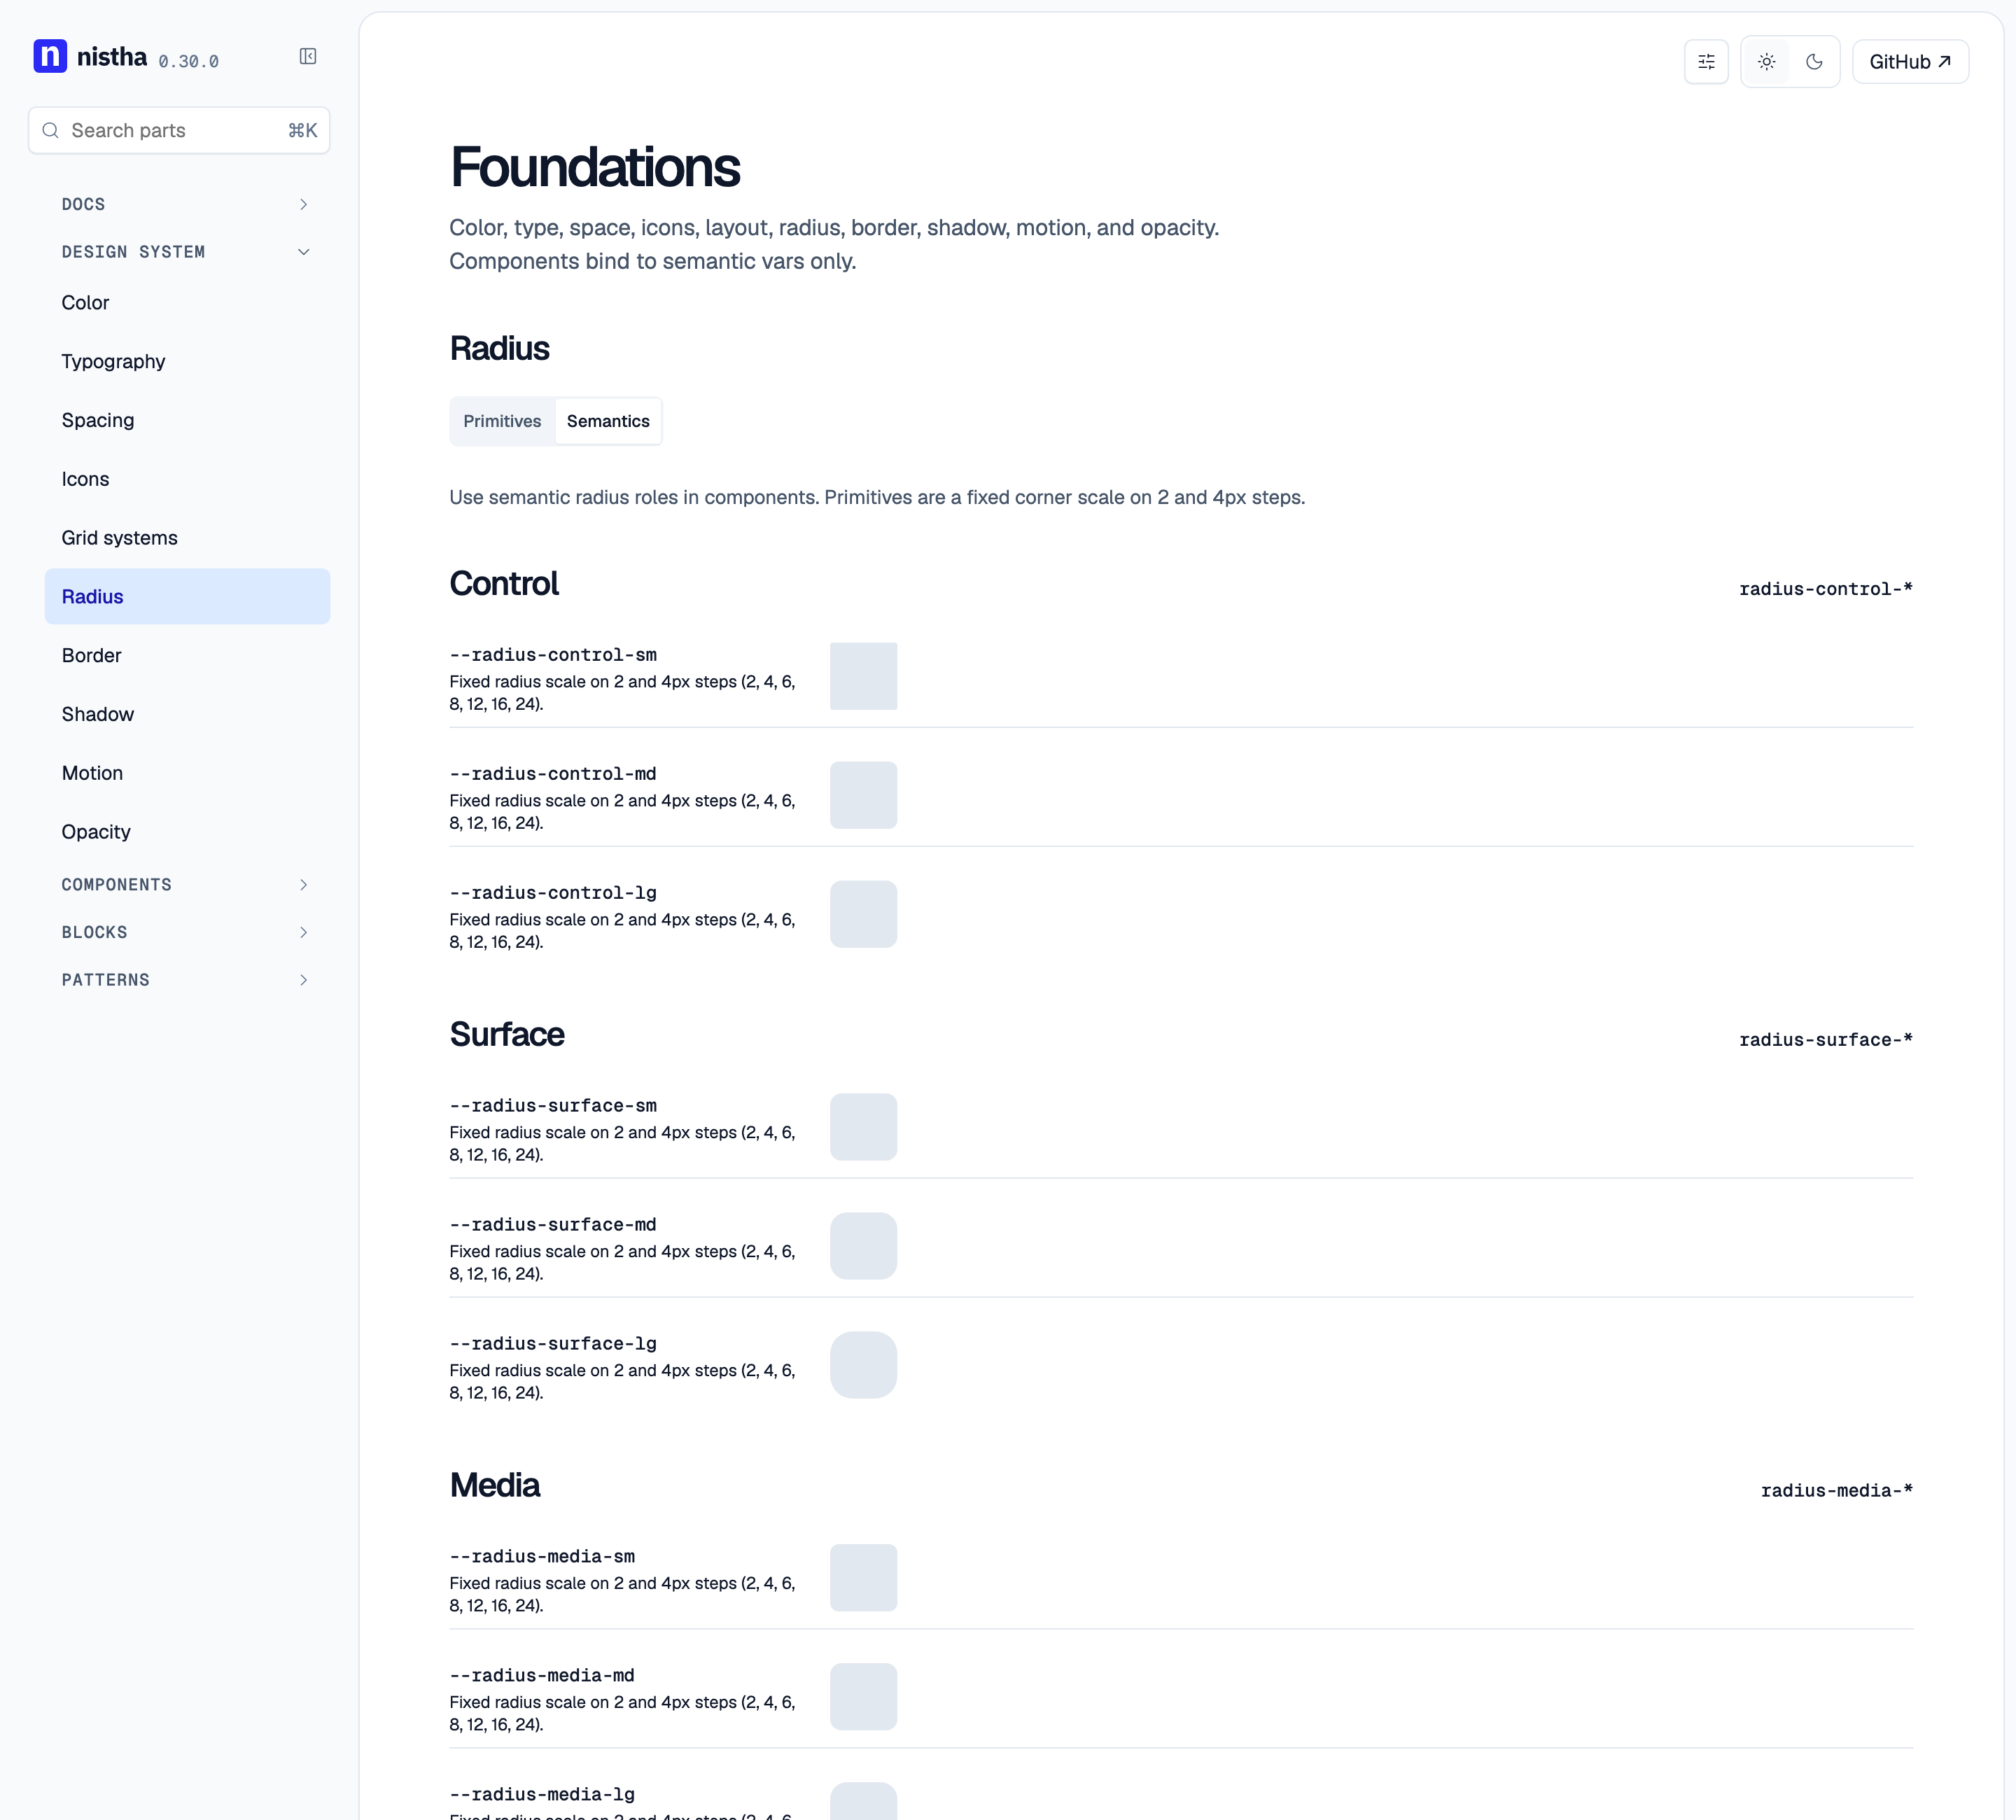 n nistha 0.30.0
Search parts ⌘K
DOCS
DESIGN SYSTEM
Color
Typography
Spacing
Icons
Grid systems
Radius
Border
Shadow
Motion
Opacity
COMPONENTS
BLOCKS
PATTERNS
GitHub
Foundations
Color, type, space, icons, layout, radius, border, shadow, motion, and opacity.
Components bind to semantic vars only.
Radius
Primitives Semantics
Use semantic radius roles in components. Primitives are a fixed corner scale on 2 and 4px steps.
Control radius-control-*
--radius-control-sm
Fixed radius scale on 2 and 4px steps (2, 4, 6,
8, 12, 16, 24).
--radius-control-md
Fixed radius scale on 2 and 4px steps (2, 4, 6,
8, 12, 16, 24).
--radius-control-lg
Fixed radius scale on 2 and 4px steps (2, 4, 6,
8, 12, 16, 24).
Surface radius-surface-*
--radius-surface-sm
Fixed radius scale on 2 and 4px steps (2, 4, 6,
8, 12, 16, 24).
--radius-surface-md
Fixed radius scale on 2 and 4px steps (2, 4, 6,
8, 12, 16, 24).
--radius-surface-lg
Fixed radius scale on 2 and 4px steps (2, 4, 6,
8, 12, 16, 24).
Media radius-media-*
--radius-media-sm
Fixed radius scale on 2 and 4px steps (2, 4, 6,
8, 12, 16, 24).
--radius-media-md
Fixed radius scale on 2 and 4px steps (2, 4, 6,
8, 12, 16, 24).
--radius-media-lg